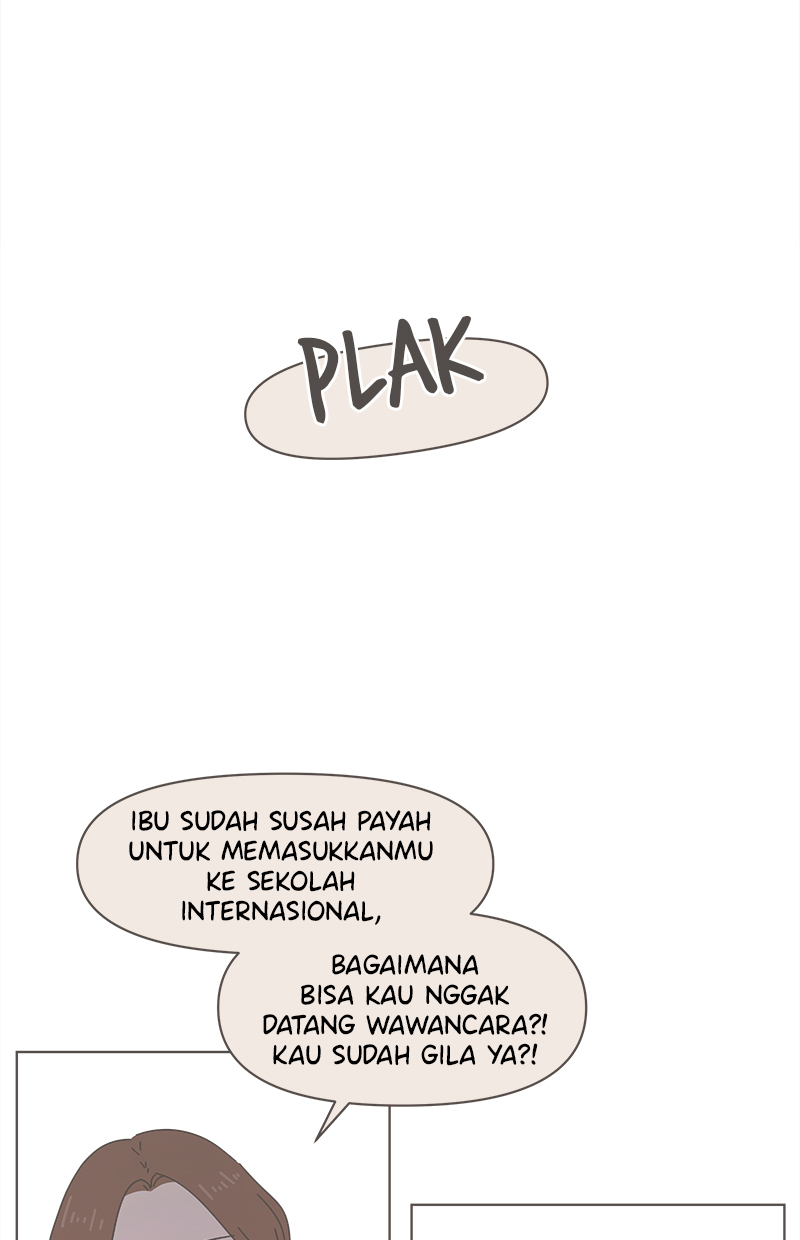 PLAK
IBU SUDAH SUSAH PAYAH
UNTUK MEMASUKKANMU
KE SEKOLAH
INTERNASIONAL,
BAGAIMANA
BISA KAU NGGAK
DATANG WAWANCARA?!
KAU SUDAH GILA YA?!